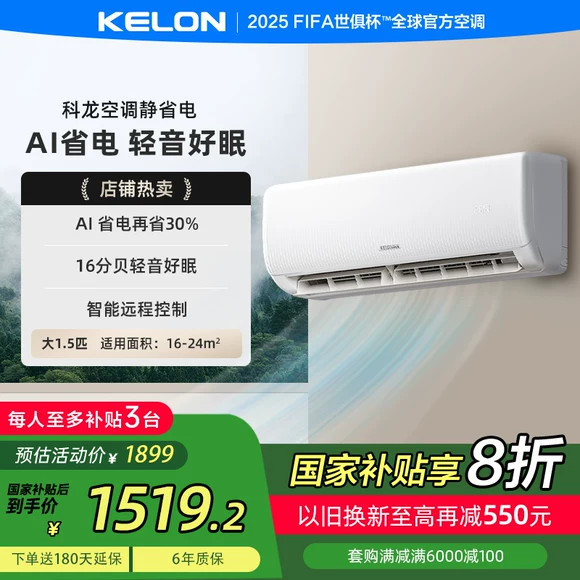 KELON
2025 FIFA世俱杯™全球官方空调
科龙空调静省电
AI省电 轻音好眠
店铺热卖
AI 省电再省30%
16分贝轻音好眠
智能远程控制
大1.5匹 适用面积：16-24m²
每人至多补贴3台
预估活动价¥1899
国家补贴后
到手价
¥1519.2
下单送180天延保
6年质保
国家补贴享8折
以旧换新至高再减550元
套购满减满6000减100